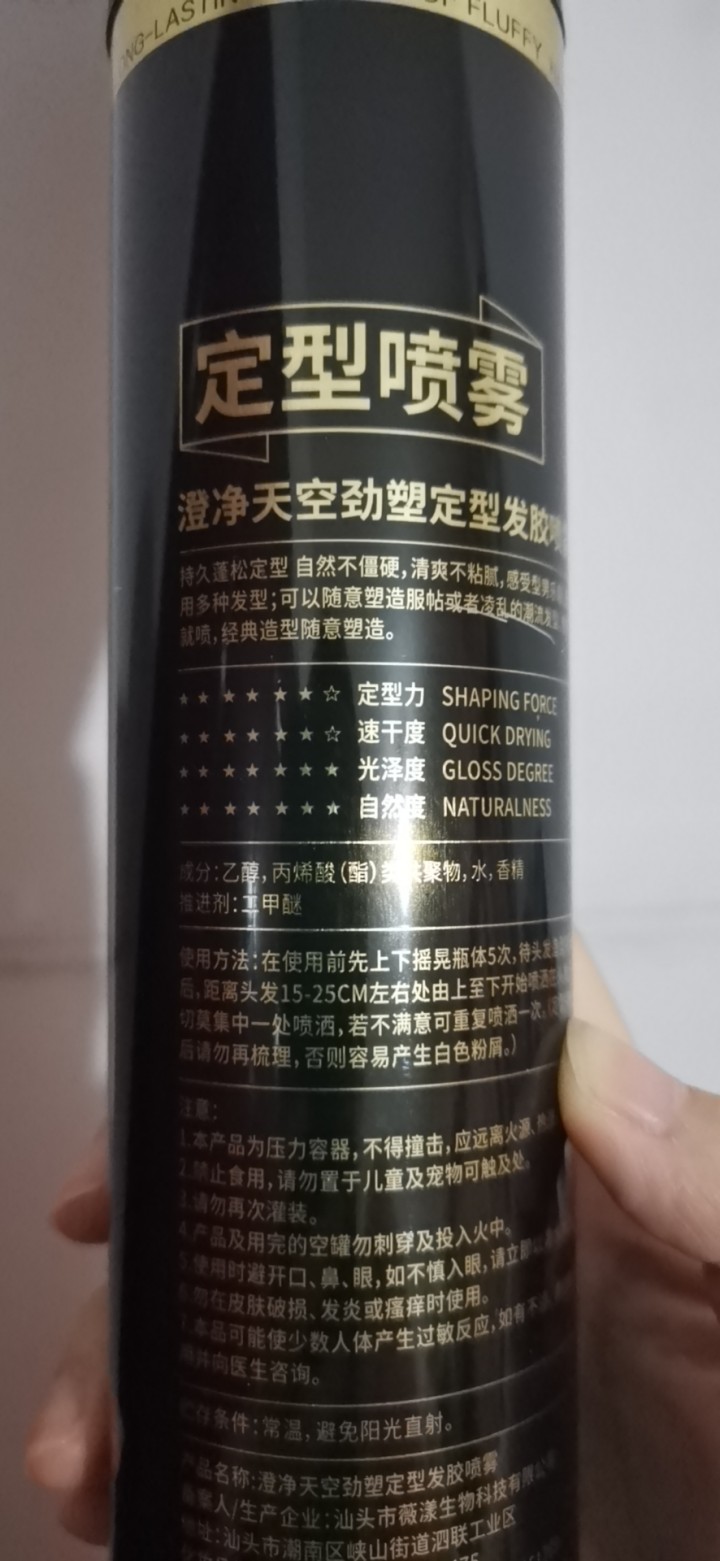 FLUFFY
定型喷雾
澄净天空劲塑定型发胶喷
持久蓬松定型 自然不僵硬,清爽不粘腻,感受型男
用多种发型;可以随意塑造服帖或者凌乱的潮流发型
就喷,经典造型随意塑造。
★★★★★★☆ 定型力 SHAPING FORCE
★★★★★★☆ 速干度 QUICK DRYING
★★★★★★★ 光泽度 GLOSS DEGREE
★★★★★★★ 自然度 NATURALNESS
成分:乙醇,丙烯酸(酯)类共聚物,水,香精
推进剂:二甲醚
使用方法:在使用前先上下摇晃瓶体5次,待头发
后,距离头发15-25CM左右处由上至下开始喷洒
切莫集中一处喷洒,若不满意可重复喷洒一次,(定
后请勿再梳理,否则容易产生白色粉屑。)
注意:
1.本产品为压力容器,不得撞击,应远离火源、热
2.禁止食用,请勿置于儿童及宠物可触及处。
3.请勿再次灌装。
4.产品及用完的空罐勿刺穿及投入火中。
5.使用时避开口、鼻、眼,如不慎入眼,请立即
6.勿在皮肤破损、发炎或瘙痒时使用。
7.本品可能使少数人体产生过敏反应,如有不
并向医生咨询。
贮存条件:常温,避免阳光直射。
产品名称:澄净天空劲塑定型发胶喷雾
备案人/生产企业:汕头市薇漾生物科技有限公司
地址:汕头市潮南区峡山街道泗联工业区